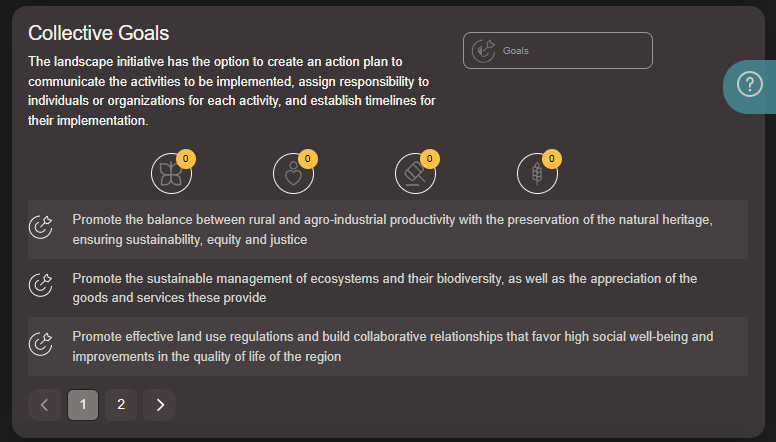 Collective Goals
Goals
The landscape initiative has the option to create an action plan to
communicate the activities to be implemented, assign responsibility to
individuals or organizations for each activity, and establish timelines for
their implementation.
?
0 0 0 0
Promote the balance between rural and agro-industrial productivity with the preservation of the natural heritage,
ensuring sustainability, equity and justice
Promote the sustainable management of ecosystems and their biodiversity, as well as the appreciation of the
goods and services these provide
Promote effective land use regulations and build collaborative relationships that favor high social well-being and
improvements in the quality of life of the region
< 1 2 >